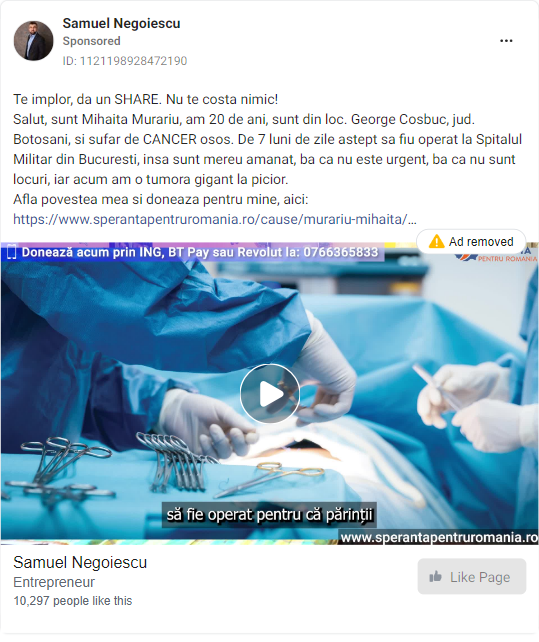 Samuel Negoiescu
Sponsored
ID: 1121198928472190
Te implor, da un SHARE. Nu te costa nimic!
Salut, sunt Mihaita Murariu, am 20 de ani, sunt din loc. George Cosbuc, jud.
Botosani, si sufar de CANCER osos. De 7 luni de zile astept sa fiu operat la Spitalul
Militar din Bucuresti, insa sunt mereu amanat, ba ca nu este urgent, ba ca nu sunt
locuri, iar acum am o tumora gigant la picior.
Afla povestea mea si doneaza pentru mine, aici:
https://www.sperantapentruromania.ro/cause/murariu-mihaita/…
Ad removed
Donează acum prin ING, BT Pay sau Revolut la: 0766365833
PENTRU ROMANIA
să fie operat pentru că părinții
www.sperantapentruromania.ro
Samuel Negoiescu
Entrepreneur
10,297 people like this
Like Page